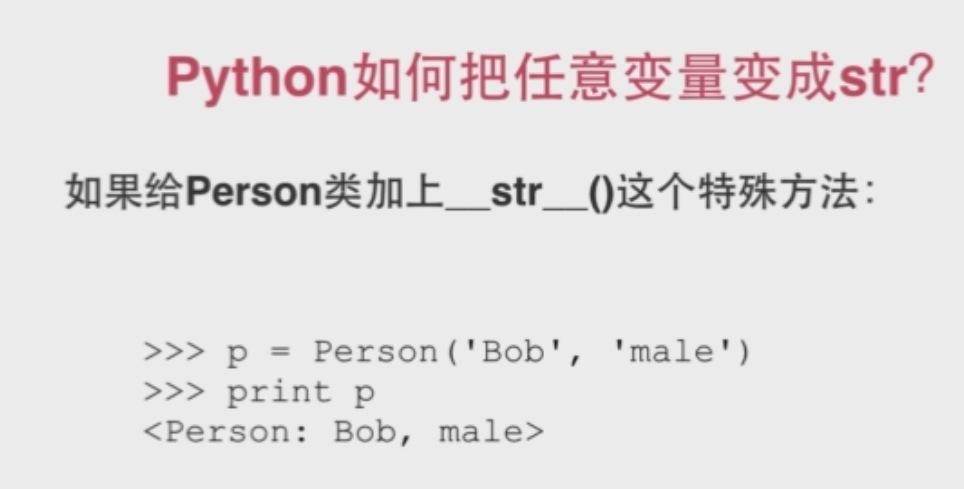 Python如何把任意变量变成str?
如果给Person类加上__str__()这个特殊方法：
>>> p = Person('Bob', 'male')
>>> print p
<Person: Bob, male>